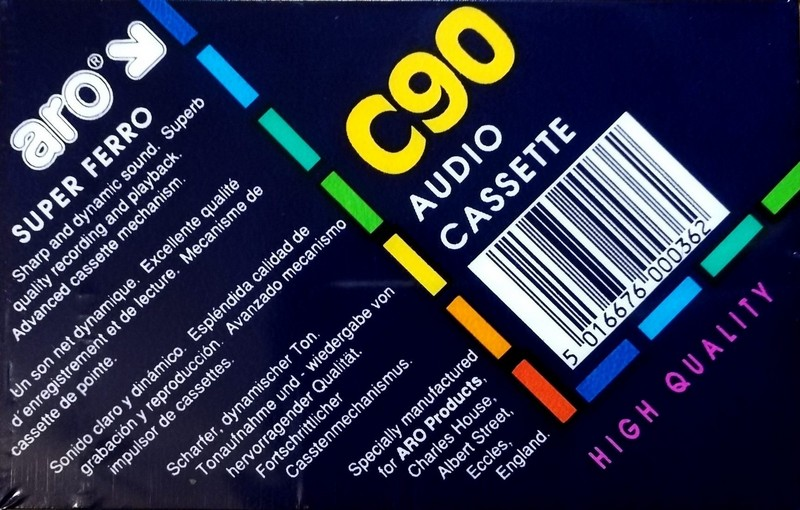 aro®
SUPER FERRO
Sharp and dynamic sound. Superb
quality recording and playback.
Advanced cassette mechanism.
Un son net dynamique. Excellente qualité
d'enregistrement et de lecture. Mecanisme de
cassette de pointe.
Sonido claro y dinámico. Espléndida calidad de
grabación y reproducción. Avanzado mecanismo
impulsor de cassettes.
Scharfer, dynamischer Ton.
Tonaufnahme und - wiedergabe von
hervorragender Qualität.
Fortschrittlicher
Casstenmechanismus.
Specially manufactured
for ARO Products,
Charles House,
Albert Street,
Eccles,
England.
C90
AUDIO
CASSETTE
5 016676 000362
HIGH QUALITY